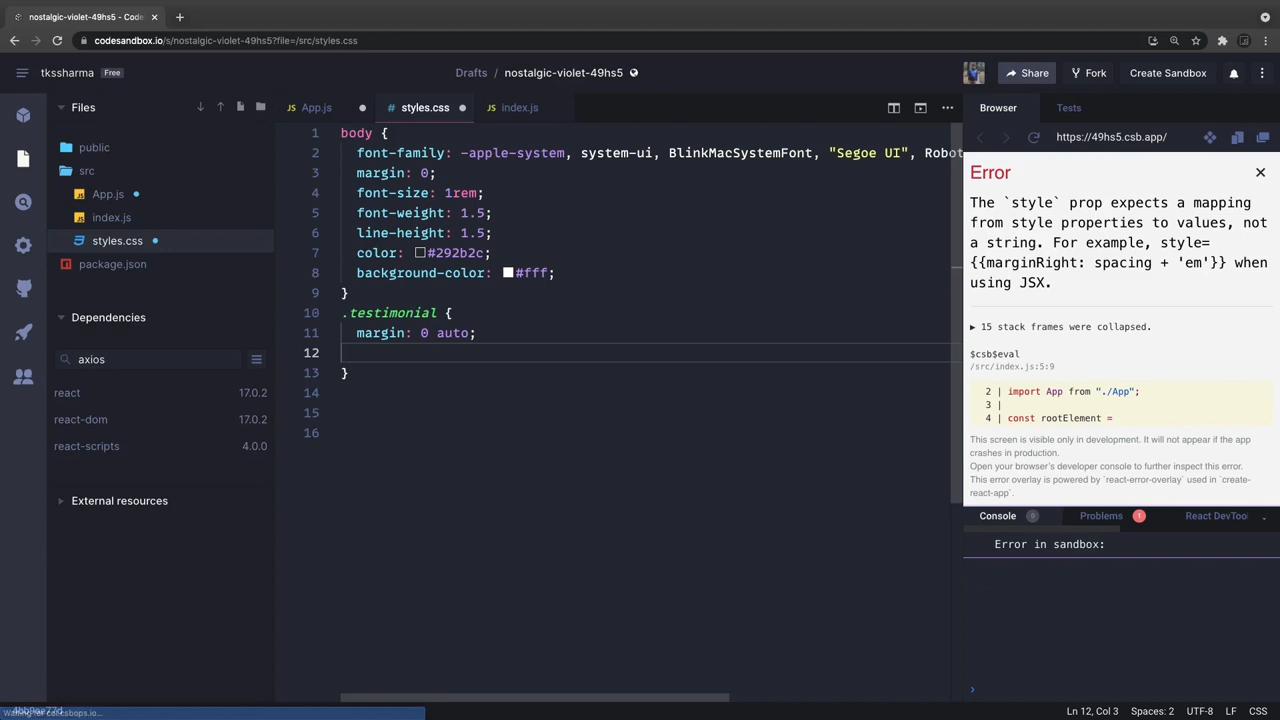 nostalgic-violet-49hs5 - Code
codesandbox.io/s/nostalgic-violet-49hs5?file=/src/styles.css
tkssharma Free
Drafts / nostalgic-violet-49hs5
Share
Fork
Create Sandbox
Files
public
src
App.js
index.js
styles.css
package.json
Dependencies
axios
react 17.0.2
react-dom 17.0.2
react-scripts 4.0.0
External resources
App.js
styles.css
index.js
1 body {
2 font-family: -apple-system, system-ui, BlinkMacSystemFont, "Segoe UI", Robot
3 margin: 0;
4 font-size: 1rem;
5 font-weight: 1.5;
6 line-height: 1.5;
7 color: #292b2c;
8 background-color: #fff;
9 }
10 .testimonial {
11 margin: 0 auto;
12
13 }
14
15
16
Browser
Tests
https://49hs5.csb.app/
Error
The `style` prop expects a mapping
from style properties to values, not
a string. For example, style=
{{marginRight: spacing + 'em'}} when
using JSX.
▶ 15 stack frames were collapsed.
$csb$eval
/src/index.js:5:9
2 | import App from "./App";
3 |
4 | const rootElement =
This screen is visible only in development. It will not appear if the app
crashes in production.
Open your browser's developer console to further inspect this error.
This error overlay is powered by `react-error-overlay` used in `create-
react-app`.
Console 0
Problems 1
React DevTool
Error in sandbox:
Ln 12, Col 3
Spaces: 2
UTF-8
LF
CSS